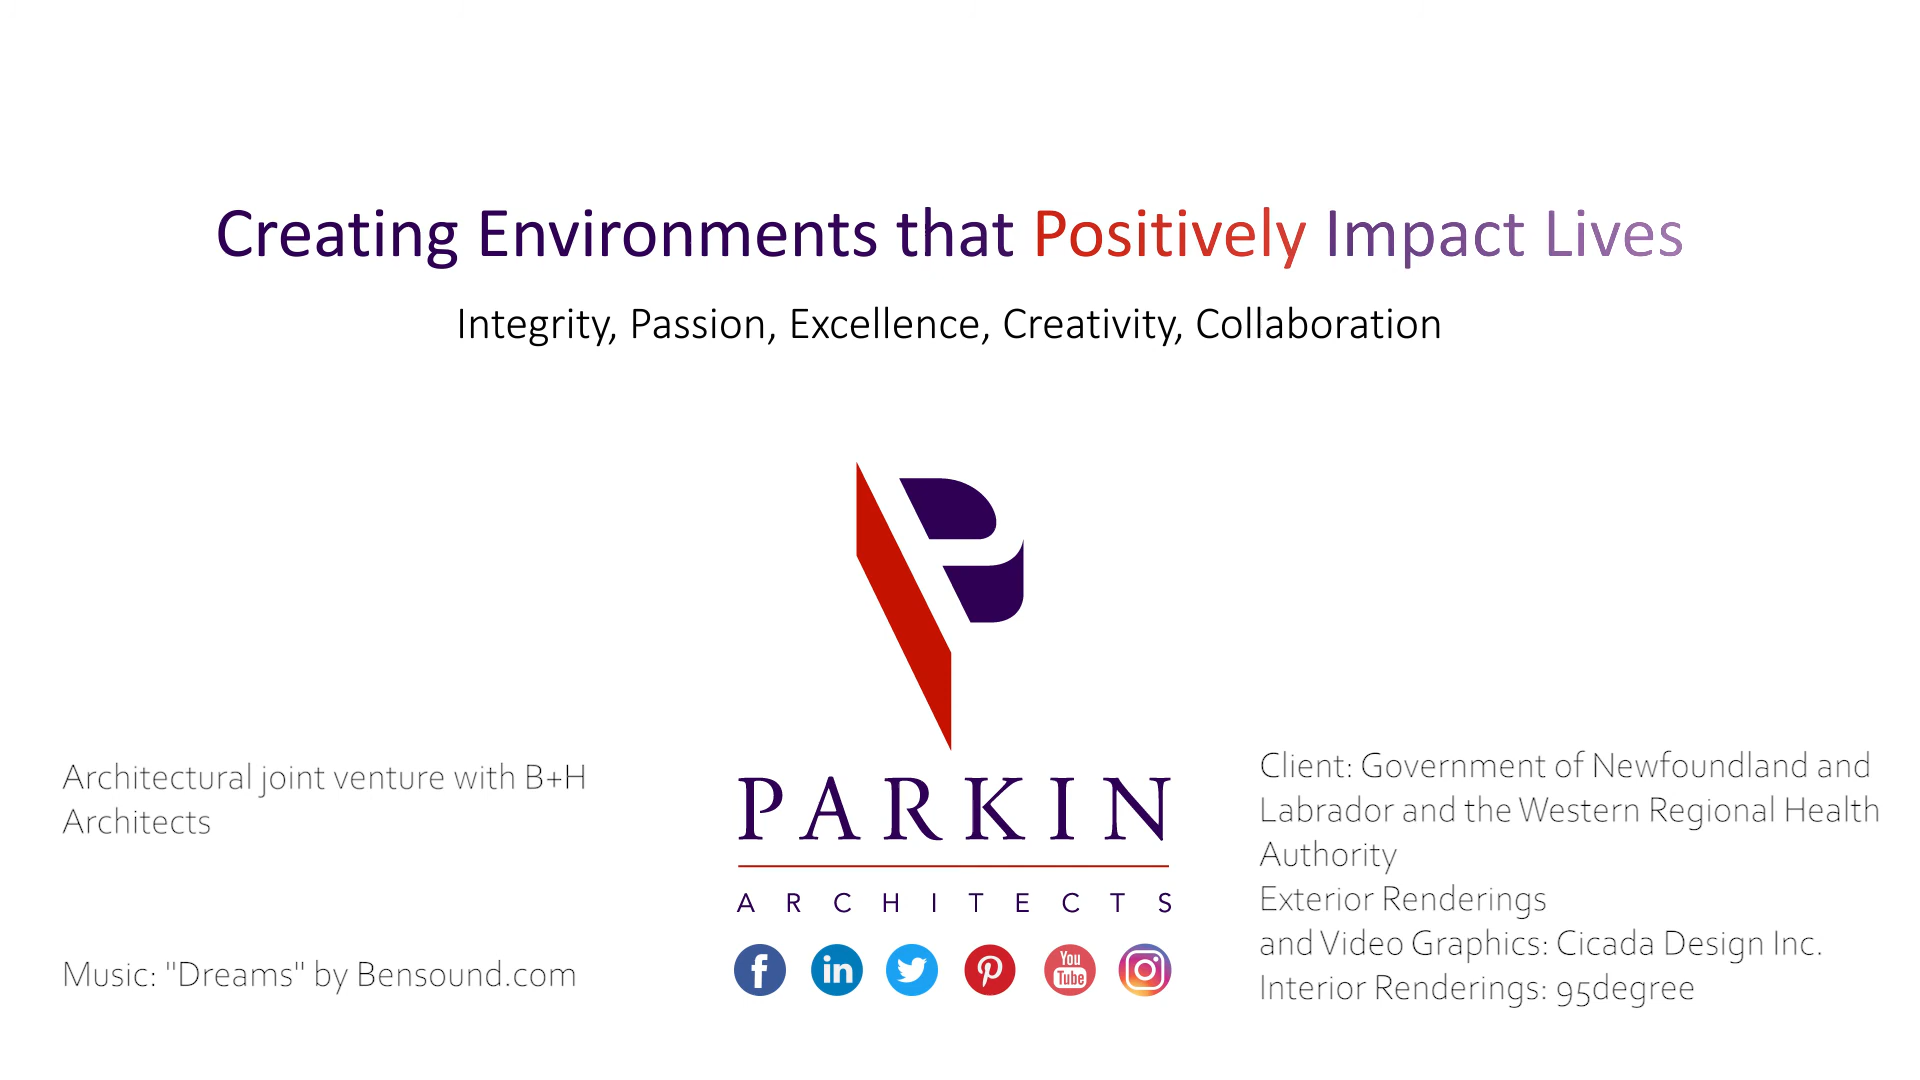 Creating Environments that Positively Impact Lives
Integrity, Passion, Excellence, Creativity, Collaboration
Architectural joint venture with B+H
Architects
Music: "Dreams" by Bensound.com
PARKIN
ARCHITECTS
f in P You Tube
Client: Government of Newfoundland and
Labrador and the Western Regional Health
Authority
Exterior Renderings
and Video Graphics: Cicada Design Inc.
Interior Renderings: 95degree